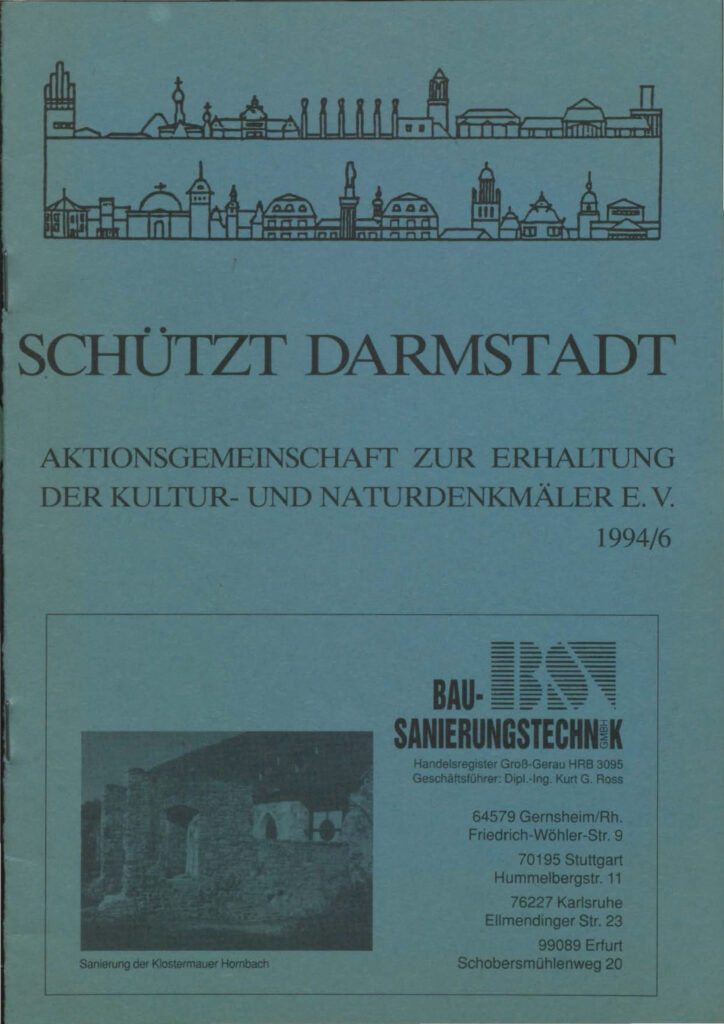 SCHÜTZT DARMSTADT
AKTIONSGEMEINSCHAFT ZUR ERHALTUNG
DER KULTUR- UND NATURDENKMÄLER E. V.
1994/6
BST
BAU-
SANIERUNGSTECHNIK GMBH
Handelsregister Groß-Gerau HRB 3095
Geschäftsführer: Dipl.-Ing. Kurt G. Ross
64579 Gernsheim/Rh.
Friedrich-Wöhler-Str. 9
70195 Stuttgart
Hummelbergstr. 11
76227 Karlsruhe
Ellmendinger Str. 23
99089 Erfurt
Schobersmühlenweg 20
Sanierung der Klostermauer Hornbach